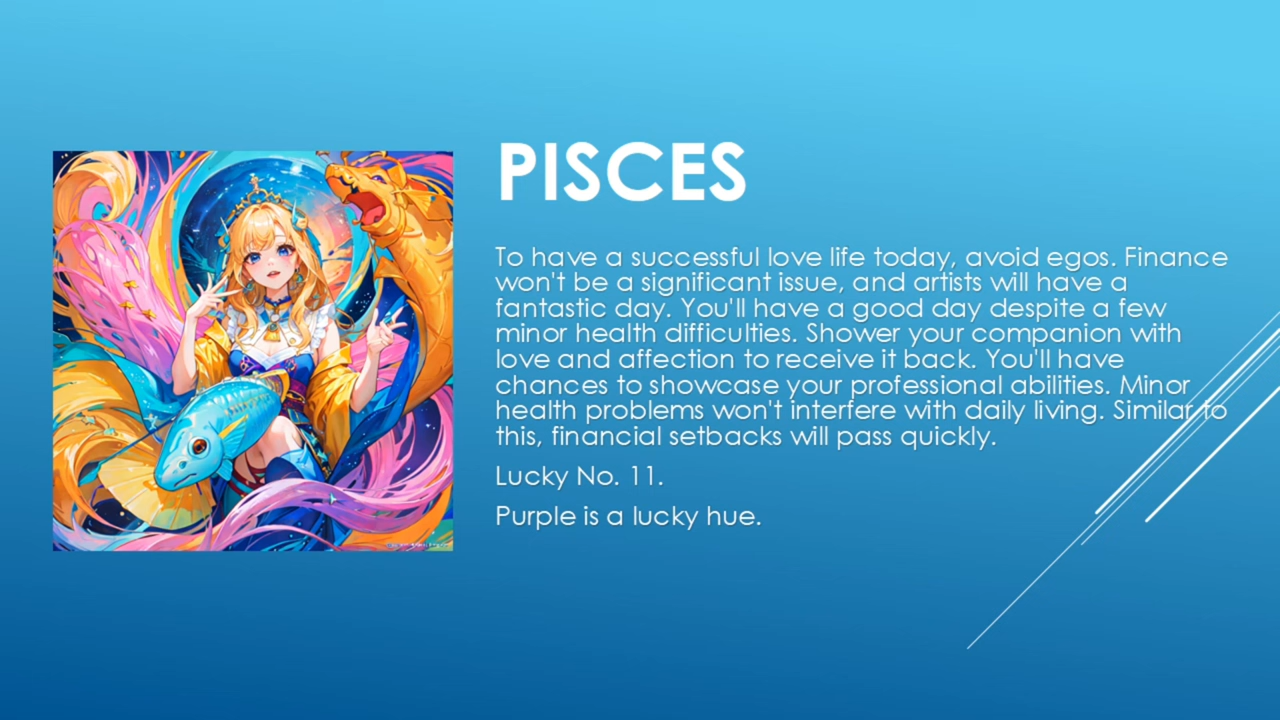 PISCES
To have a successful love life today, avoid egos. Finance
won't be a significant issue, and artists will have a
fantastic day. You'll have a good day despite a few
minor health difficulties. Shower your companion with
love and affection to receive it back. You'll have
chances to showcase your professional abilities. Minor
health problems won't interfere with daily living. Similar to
this, financial setbacks will pass quickly.
Lucky No. 11.
Purple is a lucky hue.